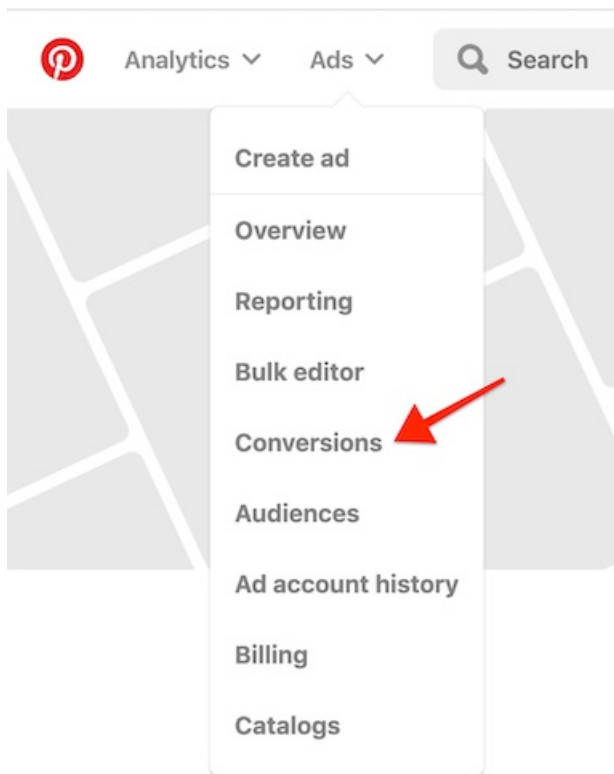 Analytics Ads Search
Create ad
Overview
Reporting
Bulk editor
Conversions
Audiences
Ad account history
Billing
Catalogs